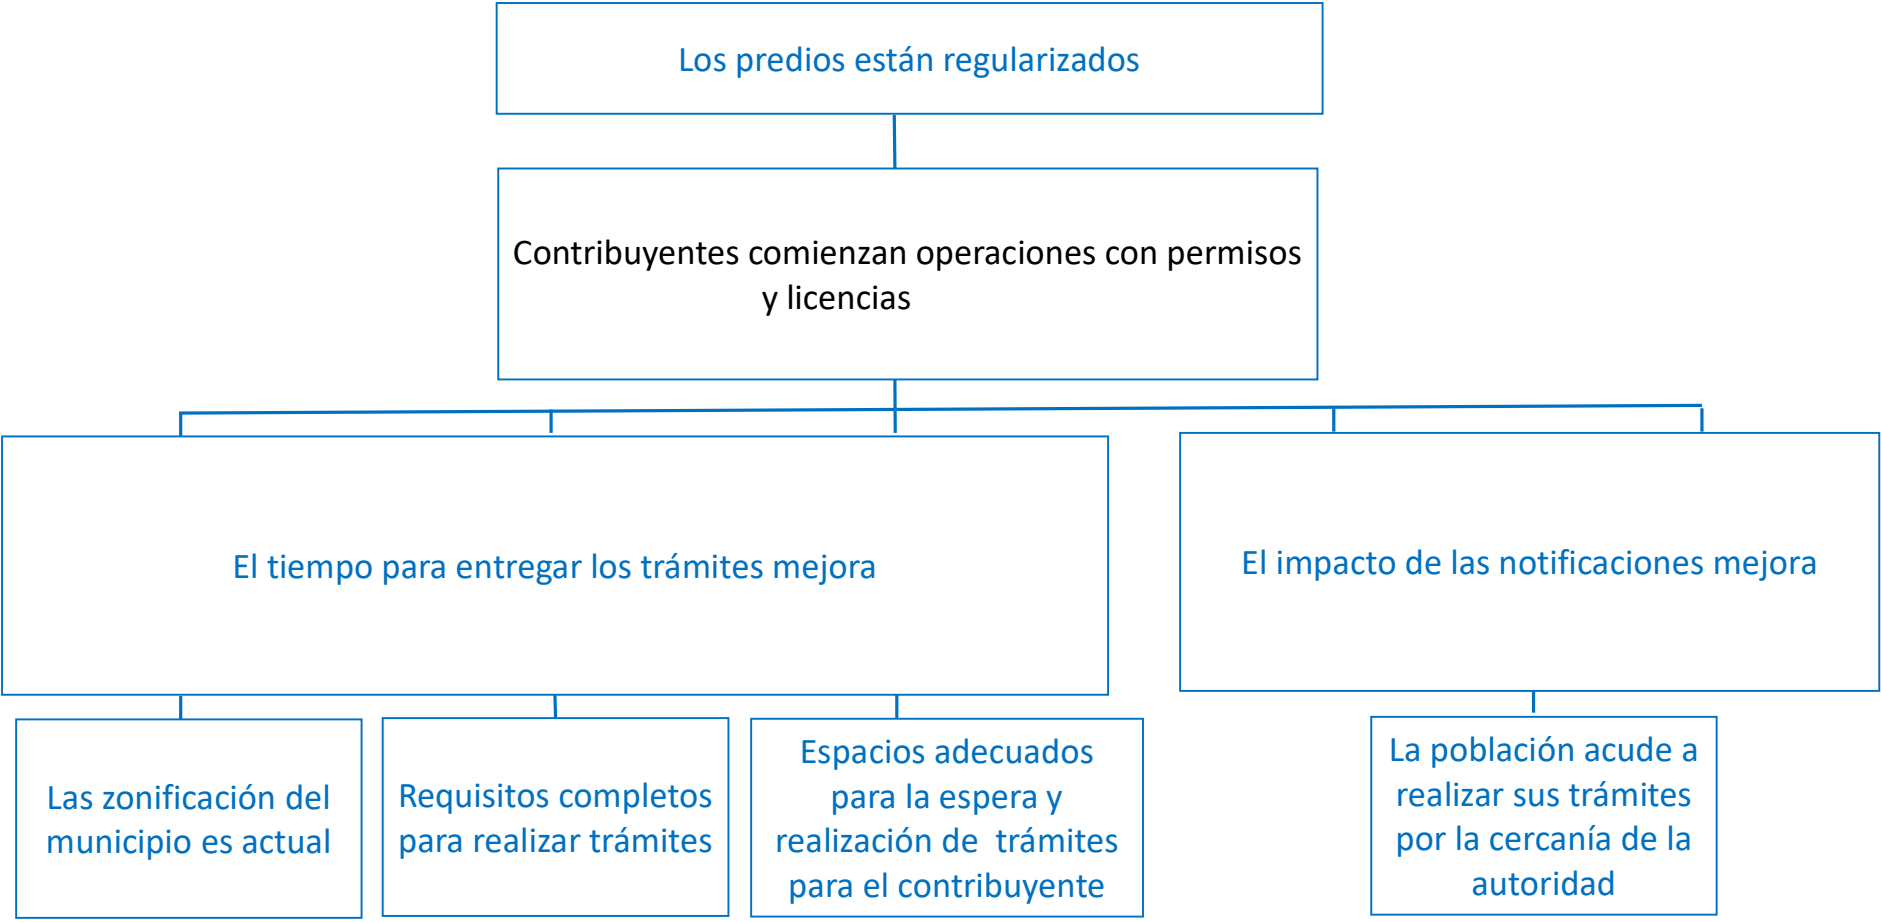 Los predios están regularizados
Contribuyentes comienzan operaciones con permisos
y licencias
El tiempo para entregar los trámites mejora
El impacto de las notificaciones mejora
Las zonificación del
municipio es actual
Requisitos completos
para realizar trámites
Espacios adecuados
para la espera y
realización de trámites
para el contribuyente
La población acude a
realizar sus trámites
por la cercanía de la
autoridad